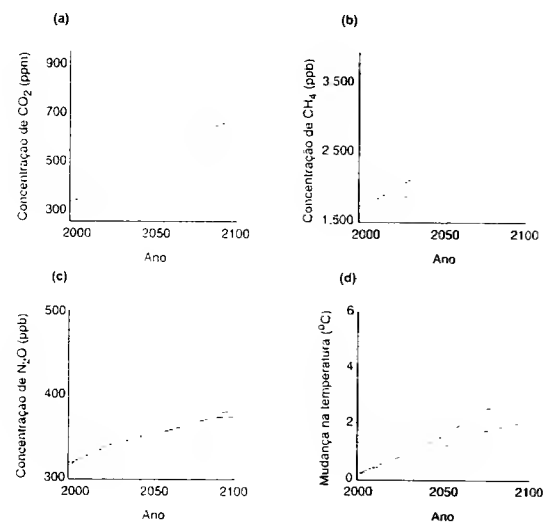 (a)
Concentração de CO2 (ppm)
900
700
500
300
2000 2050 2100
Ano
(b)
Concentração de CH4 (ppb)
3 500
2 500
1.500
2000 2050 2100
Ano
(c)
Concentração de N2O (ppb)
500
400
300
2000 2050 2100
Ano
(d)
Mudança na temperatura (°C)
6
4
2
0
2000 2050 2100
Ano